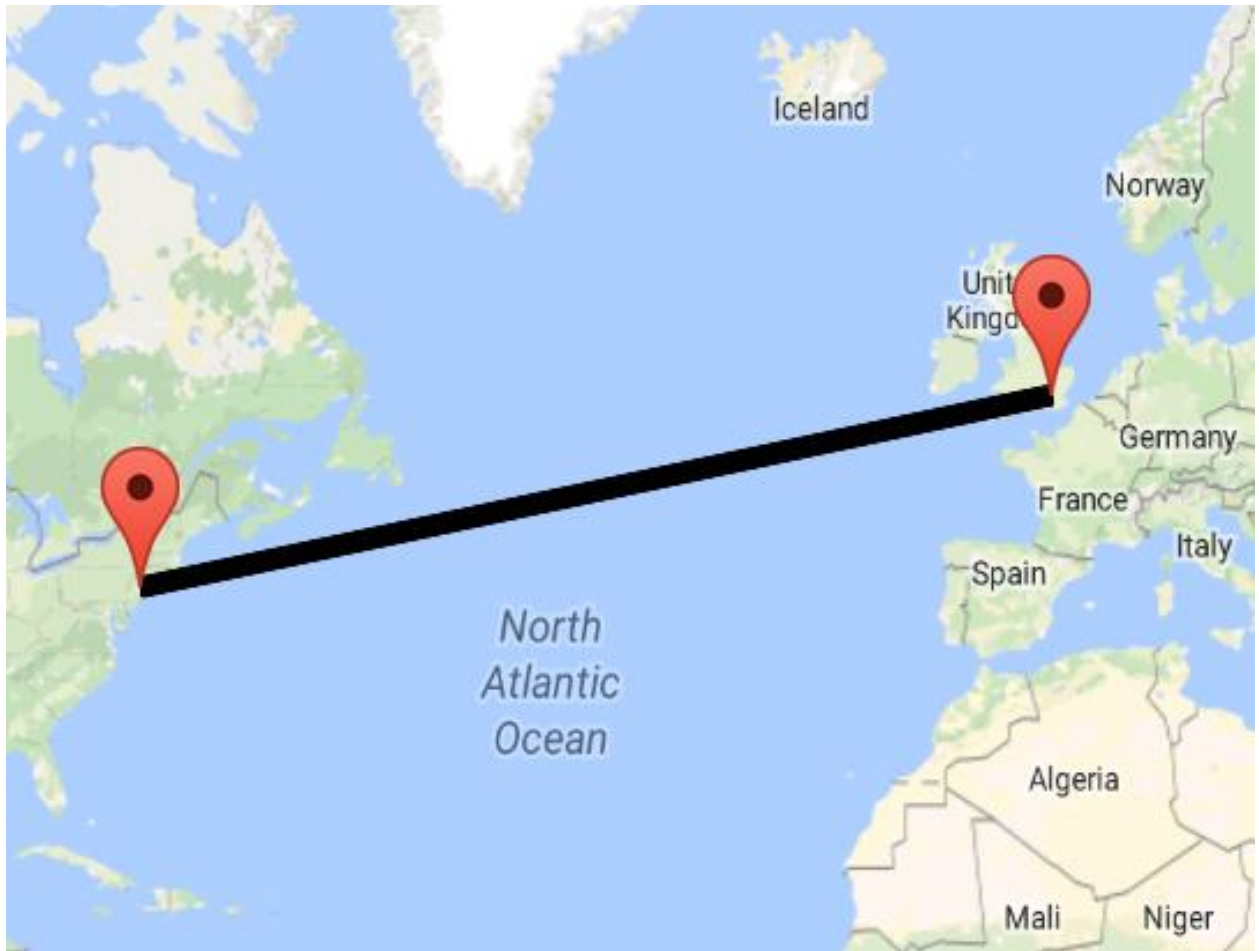 Iceland
Norway
Unit
Kingd
Germany
France
Italy
Spain
North
Atlantic
Ocean
Algeria
Mali
Niger